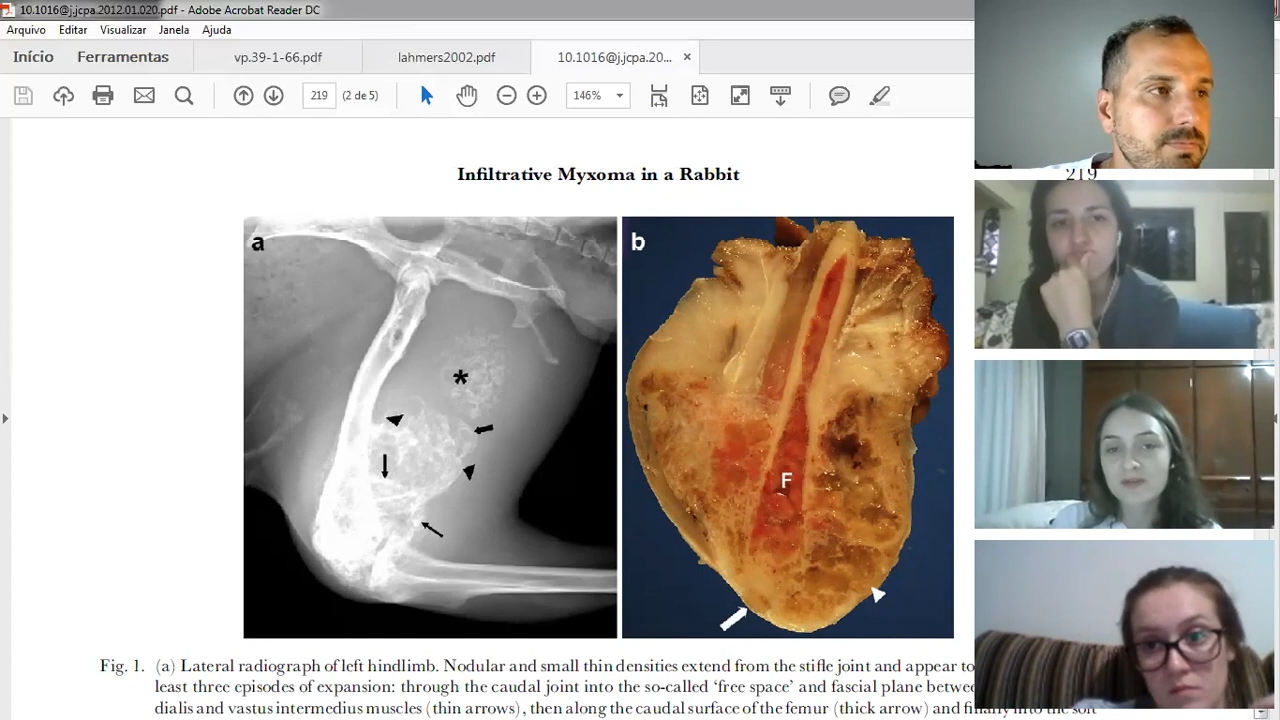 10.1016@j.jcpa.2012.01.020.pdf - Adobe Acrobat Reader DC
Arquivo Editar Visualizar Janela Ajuda
Início Ferramentas vp.39-1-66.pdf lahmers2002.pdf 10.1016@j.jcpa.20... ×
219 (2 de 5) 146%
Infiltrative Myxoma in a Rabbit
219
a b
*
F
Fig. 1. (a) Lateral radiograph of left hindlimb. Nodular and small thin densities extend from the stifle joint and appear to
least three episodes of expansion: through the caudal joint into the so-called ‘free space’ and fascial plane betwee
dialis and vastus intermedius muscles (thin arrows), then along the caudal surface of the femur (thick arrow) and finally into the soft